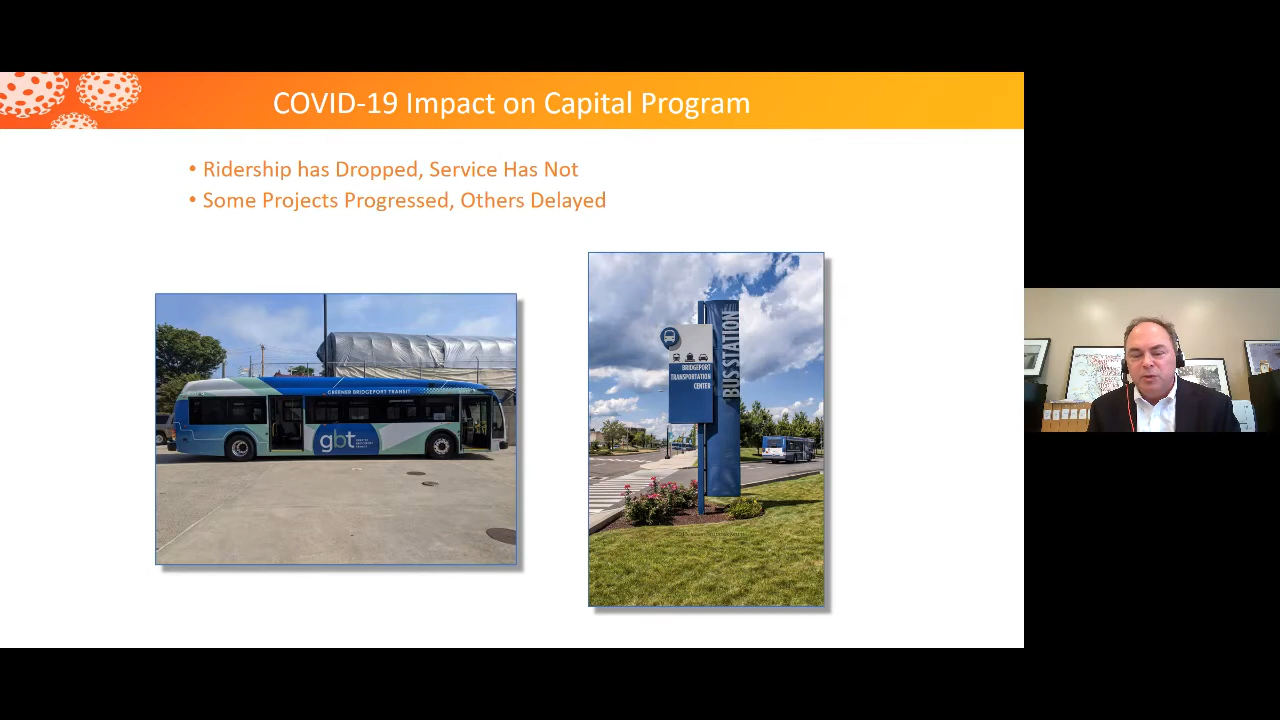 COVID-19 Impact on Capital Program
• Ridership has Dropped, Service Has Not
• Some Projects Progressed, Others Delayed
GREENER BRIDGEPORT TRANSIT
gbt
BRIDGEPORT
TRANSPORTATION
CENTER
BUS STATION